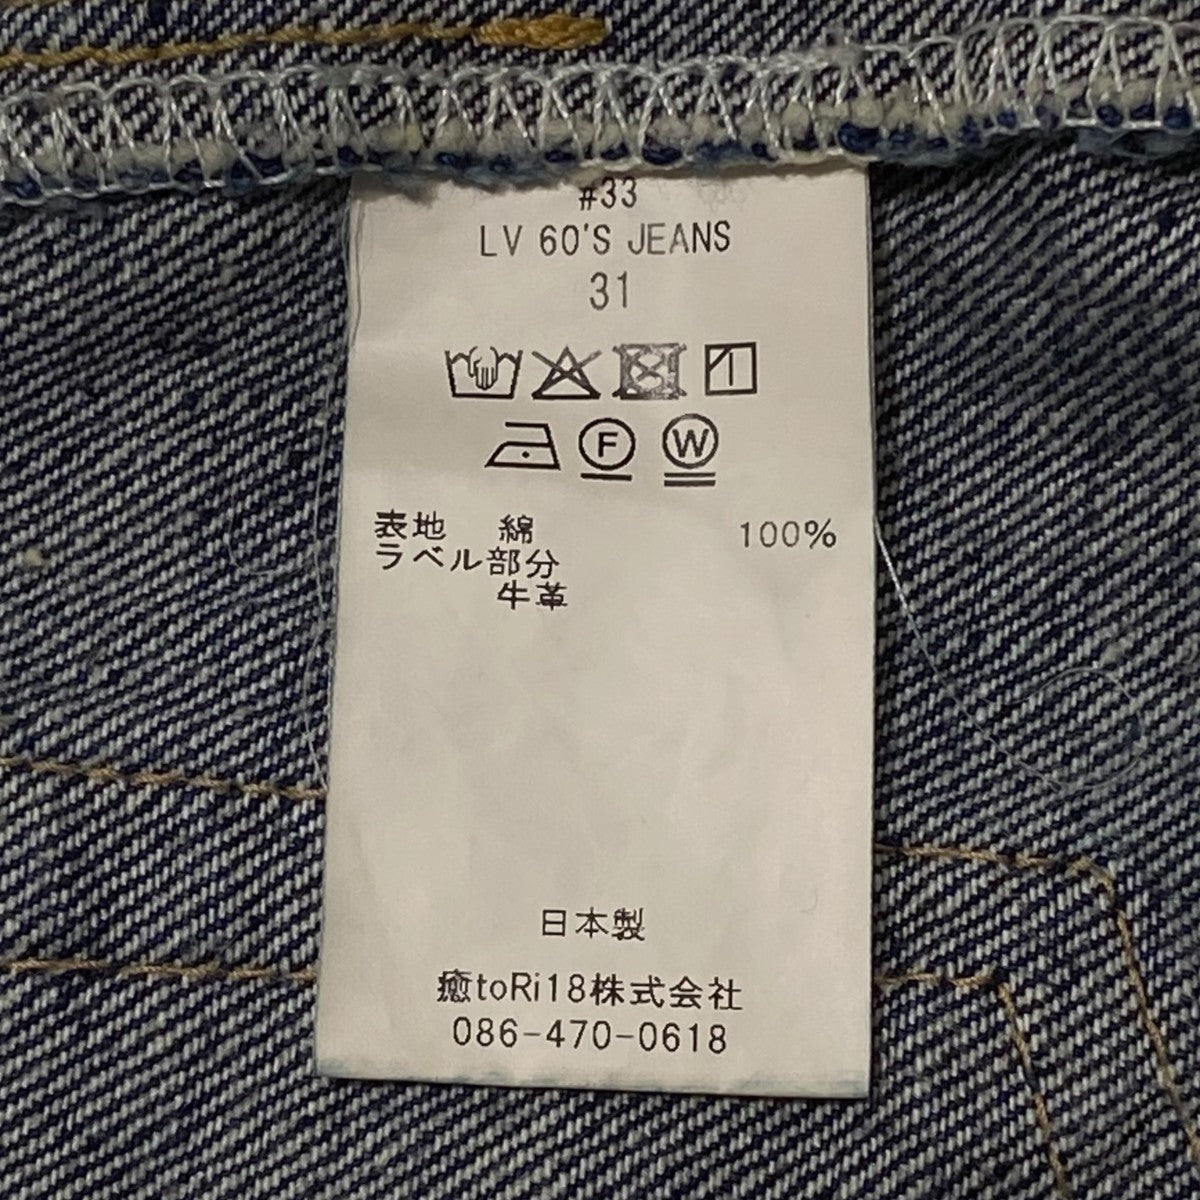 #33
LV 60'S JEANS
31
F W
表地 綿 100%
ラベル部分
牛革
日本製
癒toRi18株式会社
086-470-0618